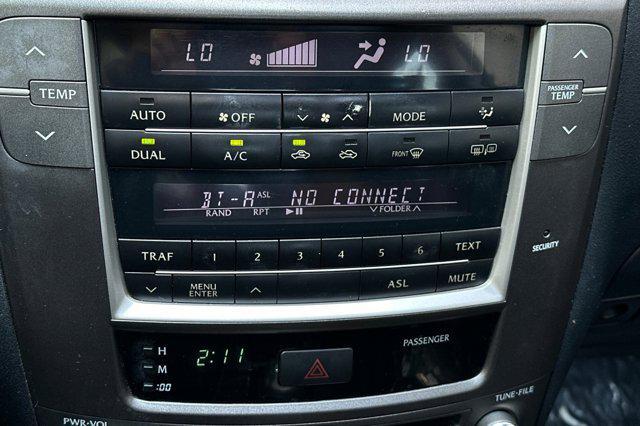 LO LO
TEMP
PASSENGER
TEMP
AUTO OFF MODE
DUAL A/C FRONT
BT-A ASL NO CONNECT
RAND RPT FOLDER
TRAF 1 2 3 4 5 6 TEXT
MENU
ENTER ASL MUTE
SECURITY
H
M
:00
2:11
PASSENGER
PWR·VOL
TUNE·FILE